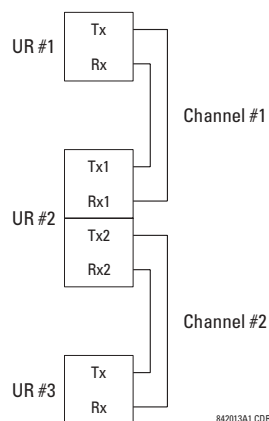 UR #1
Tx
Rx
Channel #1
UR #2
Tx1
Rx1
Tx2
Rx2
Channel #2
UR #3
Tx
Rx
842013A1.CDR